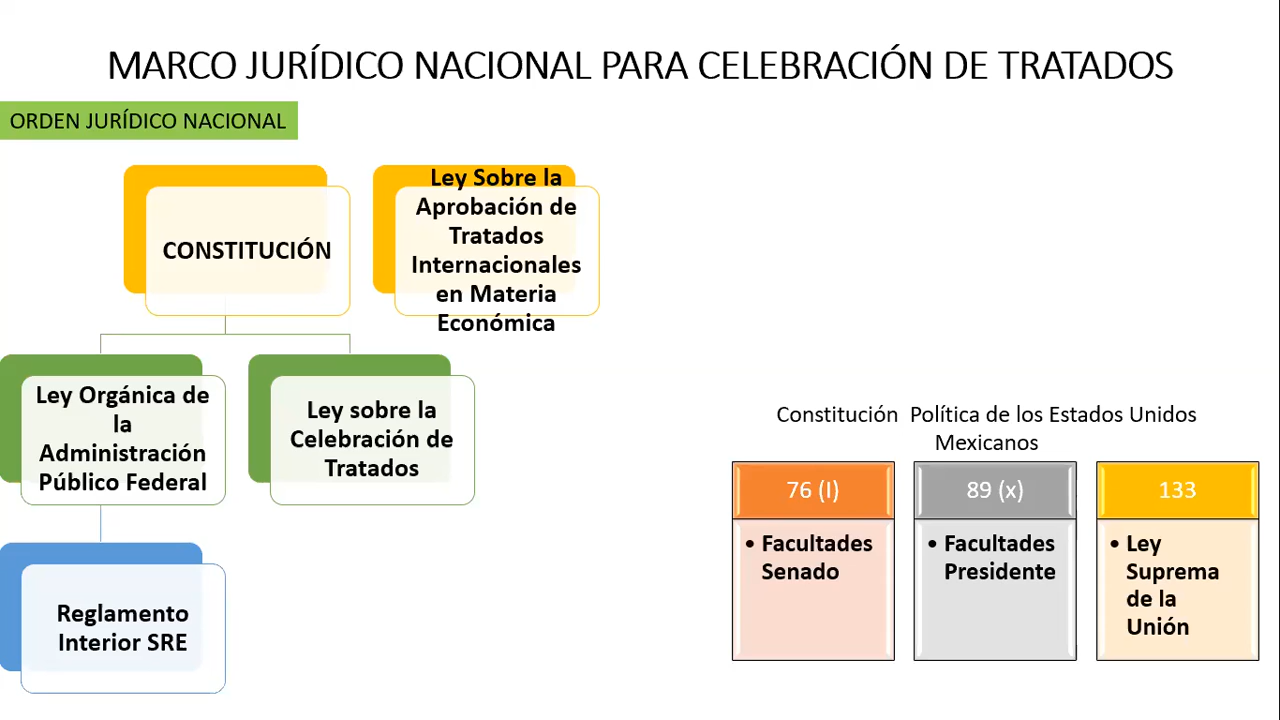 MARCO JURÍDICO NACIONAL PARA CELEBRACIÓN DE TRATADOS
ORDEN JURÍDICO NACIONAL
CONSTITUCIÓN
Ley Sobre la
Aprobación de
Tratados
Internacionales
en Materia
Económica
Ley Orgánica de
la
Administración
Público Federal
Ley sobre la
Celebración de
Tratados
Reglamento
Interior SRE
Constitución Política de los Estados Unidos
Mexicanos
76 (I)
• Facultades
Senado
89 (x)
• Facultades
Presidente
133
• Ley
Suprema
de la
Unión